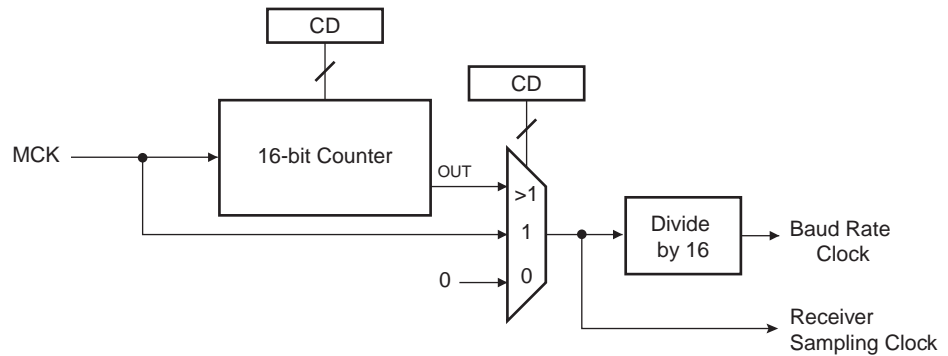 CD
CD
MCK
16-bit Counter
OUT
>1
1
0
0
Divide
by 16
Baud Rate
Clock
Receiver
Sampling Clock